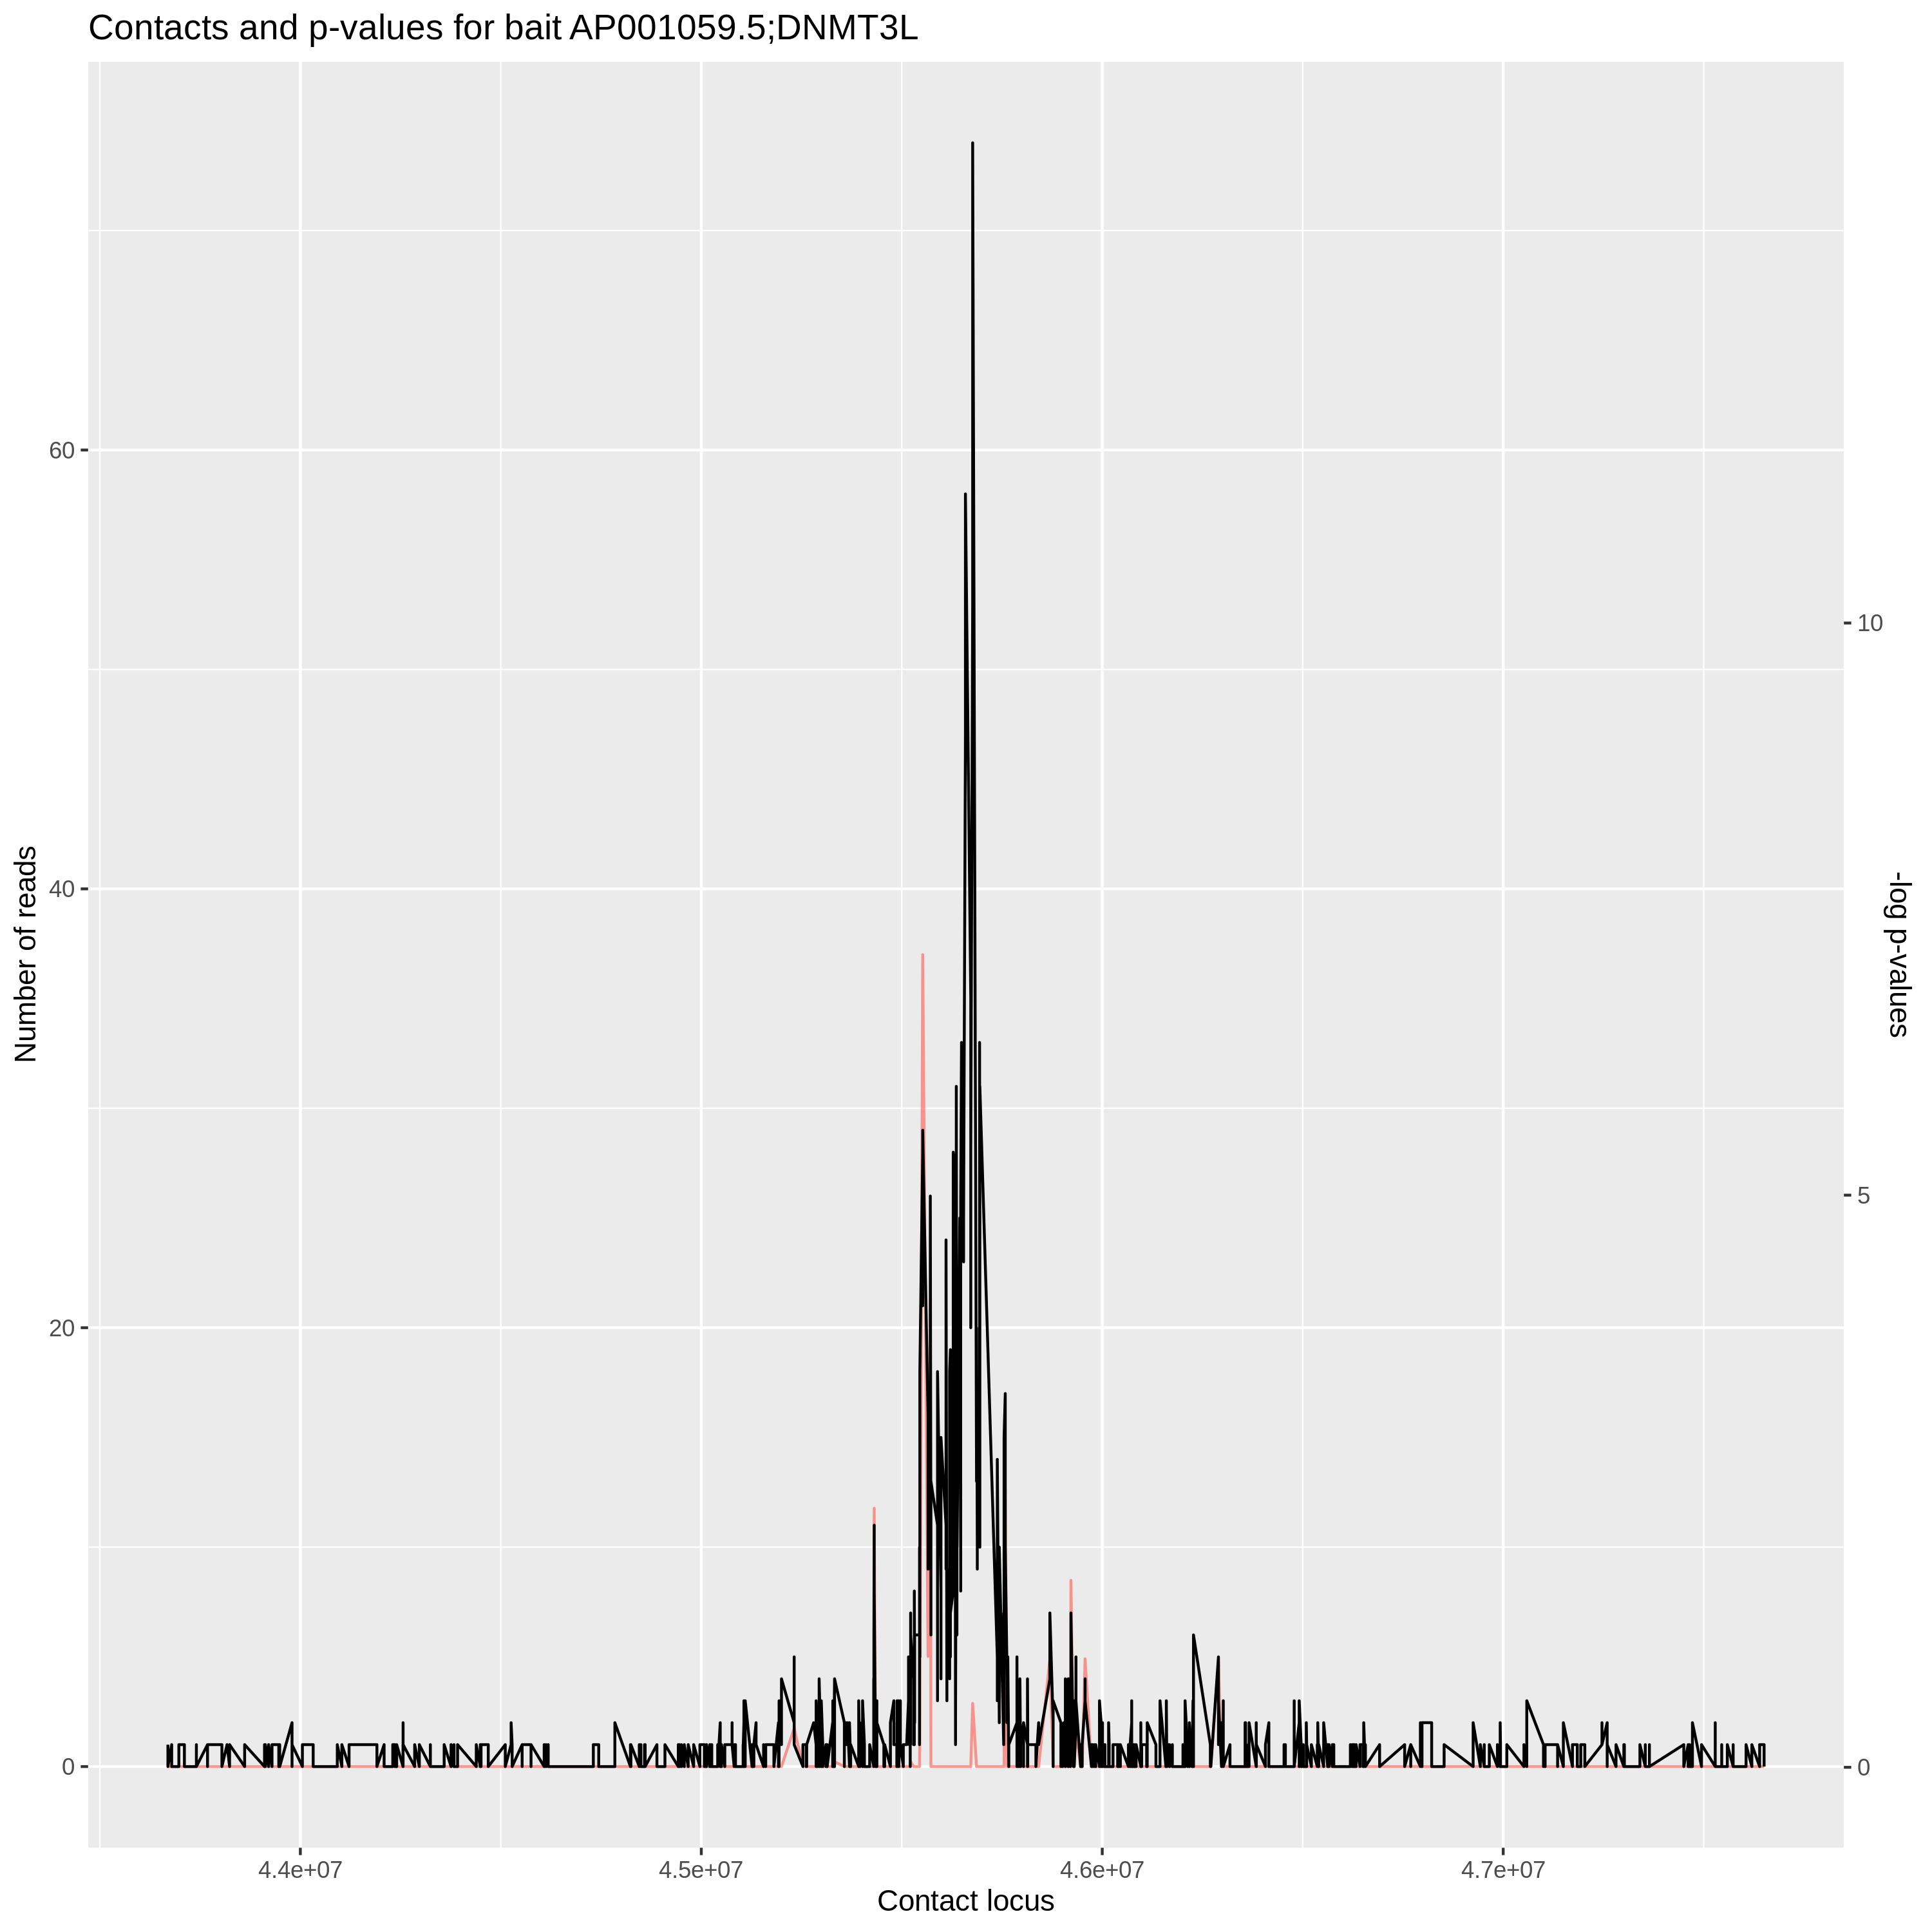 Contacts and p-values for bait AP001059.5;DNMT3L
Number of reads
60
40
20
0
10
5
0
-log p-values
4.4e+07
4.5e+07
4.6e+07
4.7e+07
Contact locus